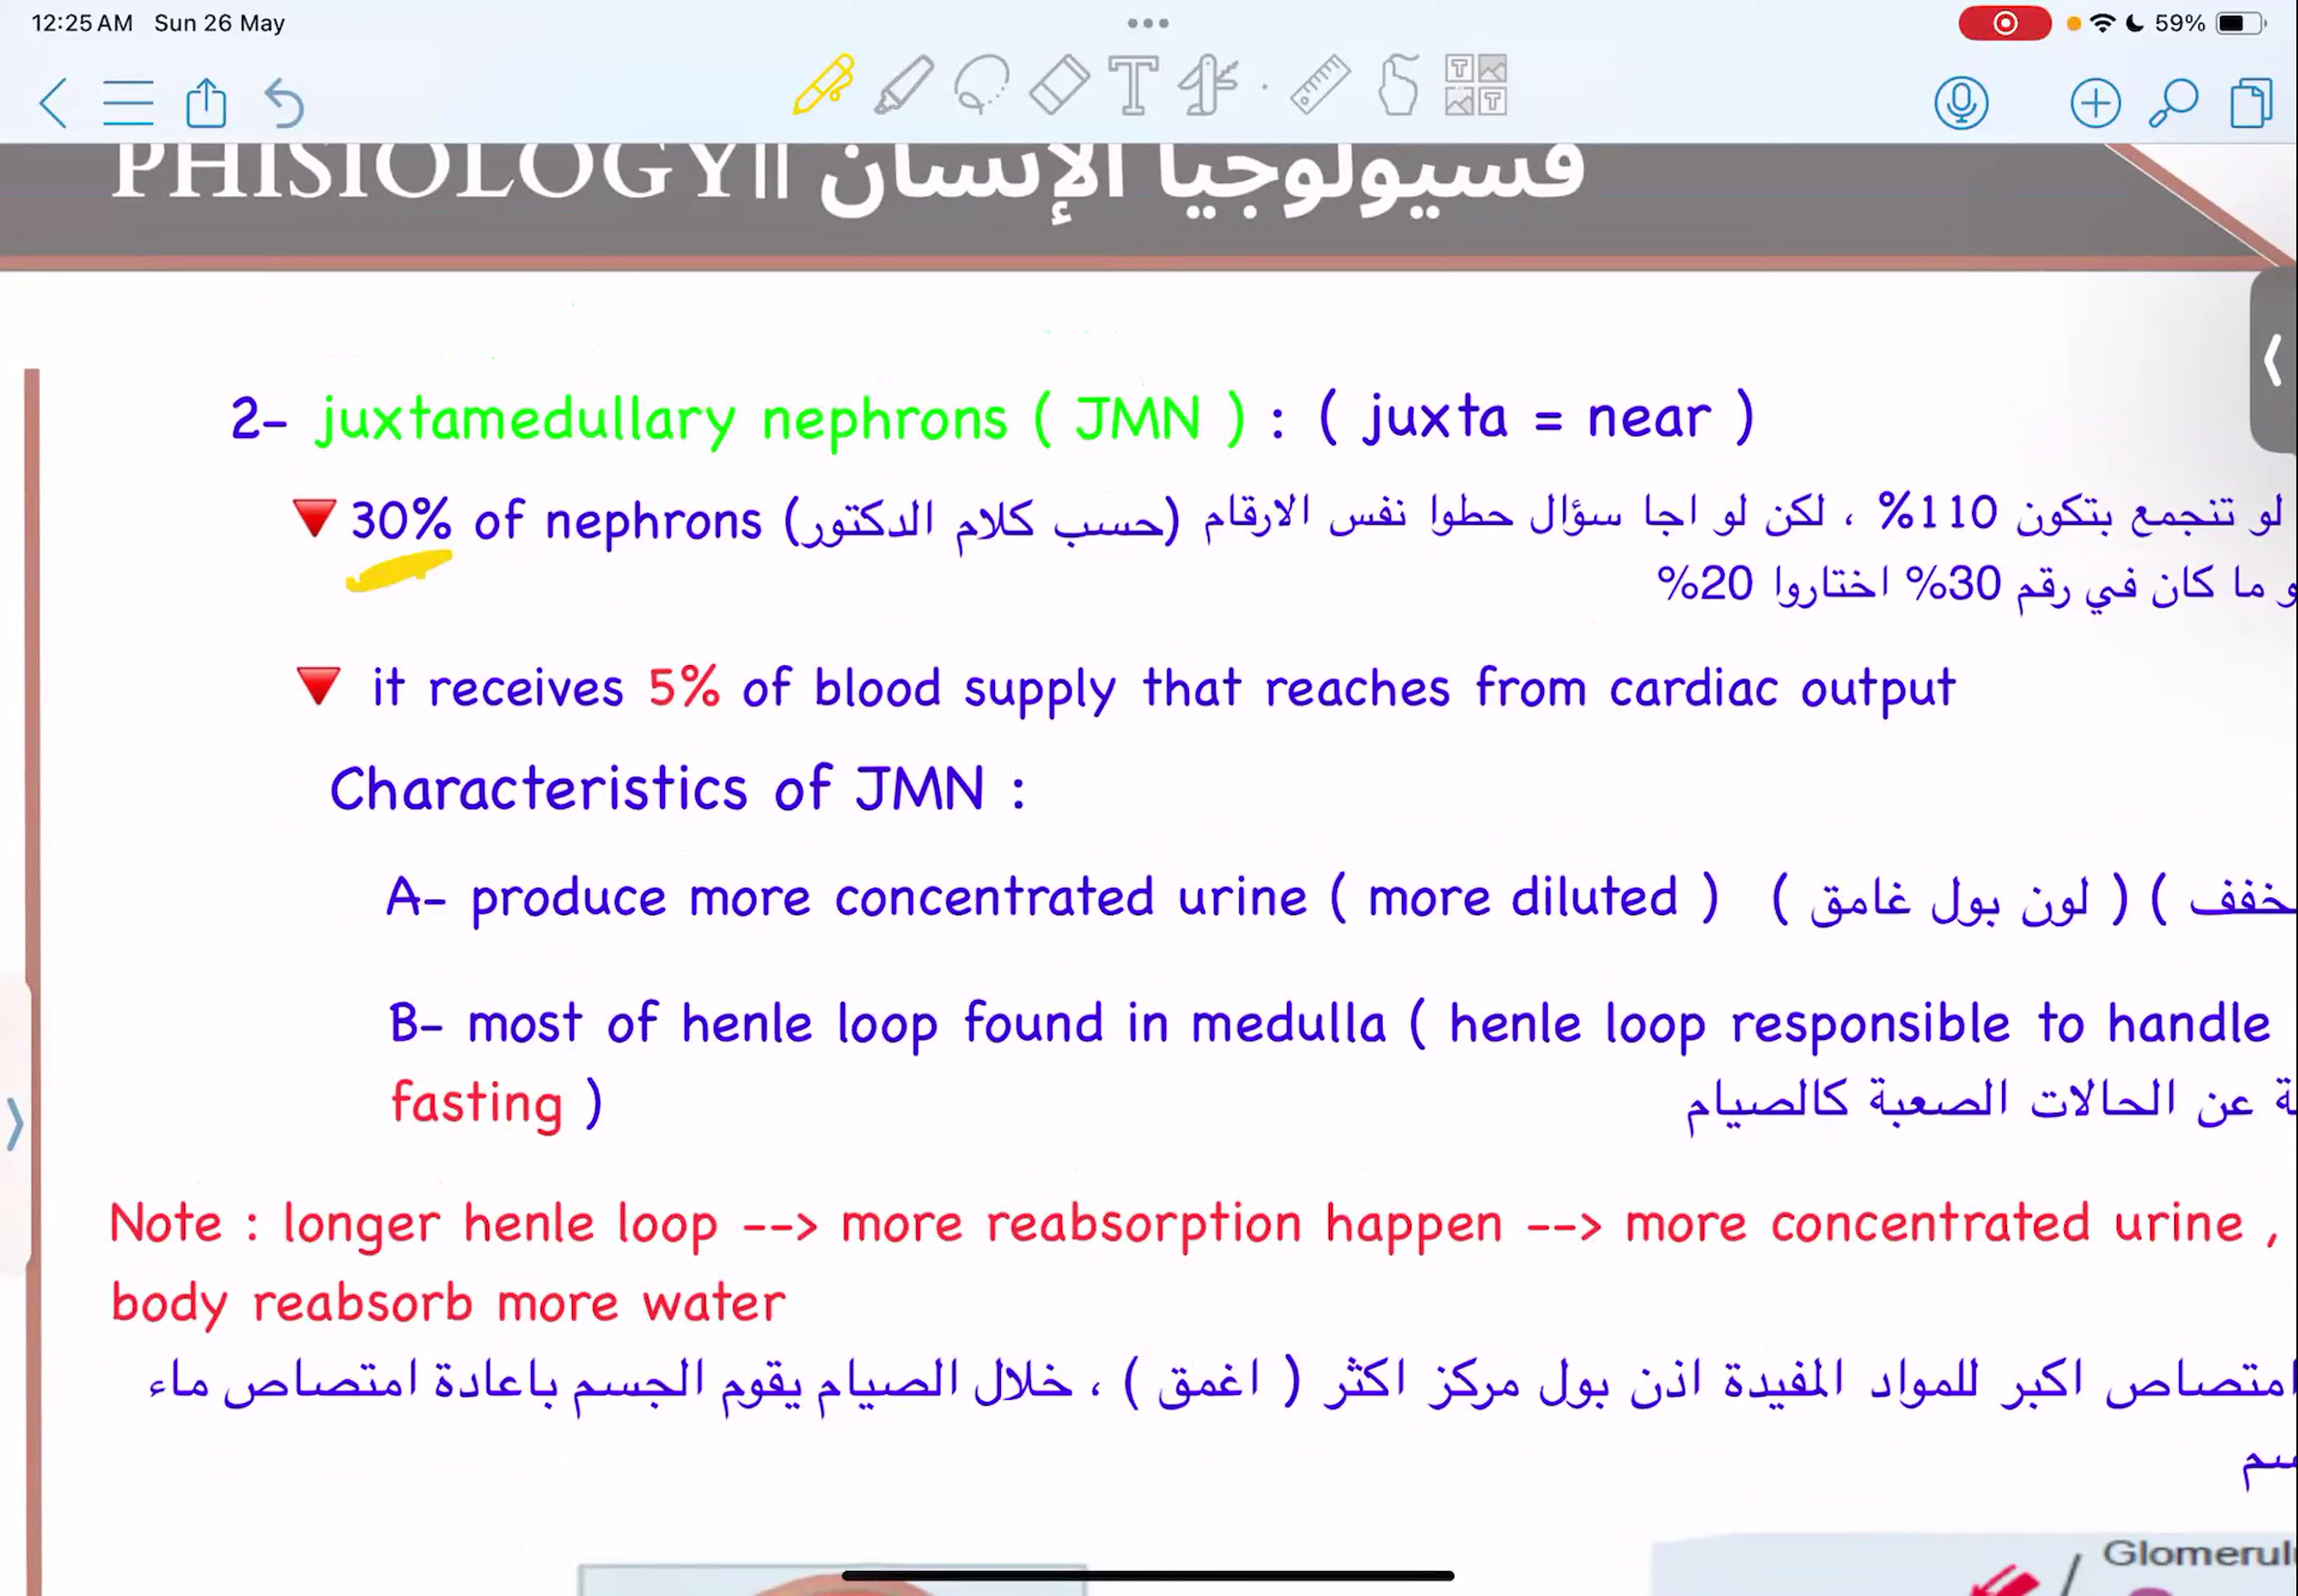 12:25 AM Sun 26 May
59%
PHISIOLOGY|| فسيولوجيا الإنسان
2- juxtamedullary nephrons ( JMN ) : ( juxta = near )
30% of nephrons (حسب كلام الدكتور) لو تتجمع بتكون 110% ، لكن لو اجا سؤال حطوا نفس الارقام
و ما كان في رقم 30% اختاروا 20%
it receives 5% of blood supply that reaches from cardiac output
Characteristics of JMN :
A- produce more concentrated urine ( more diluted ) ( لون بول غامق )
B- most of henle loop found in medulla ( henle loop responsible to handle
fasting ) عن الحالات الصعبة كالصيام
Note : longer henle loop --> more reabsorption happen --> more concentrated urine ,
body reabsorb more water
امتصاص اكبر للمواد المفيدة اذن بول مركز اكثر ( اغمق ) ، خلال الصيام يقوم الجسم باعادة امتصاص ماء